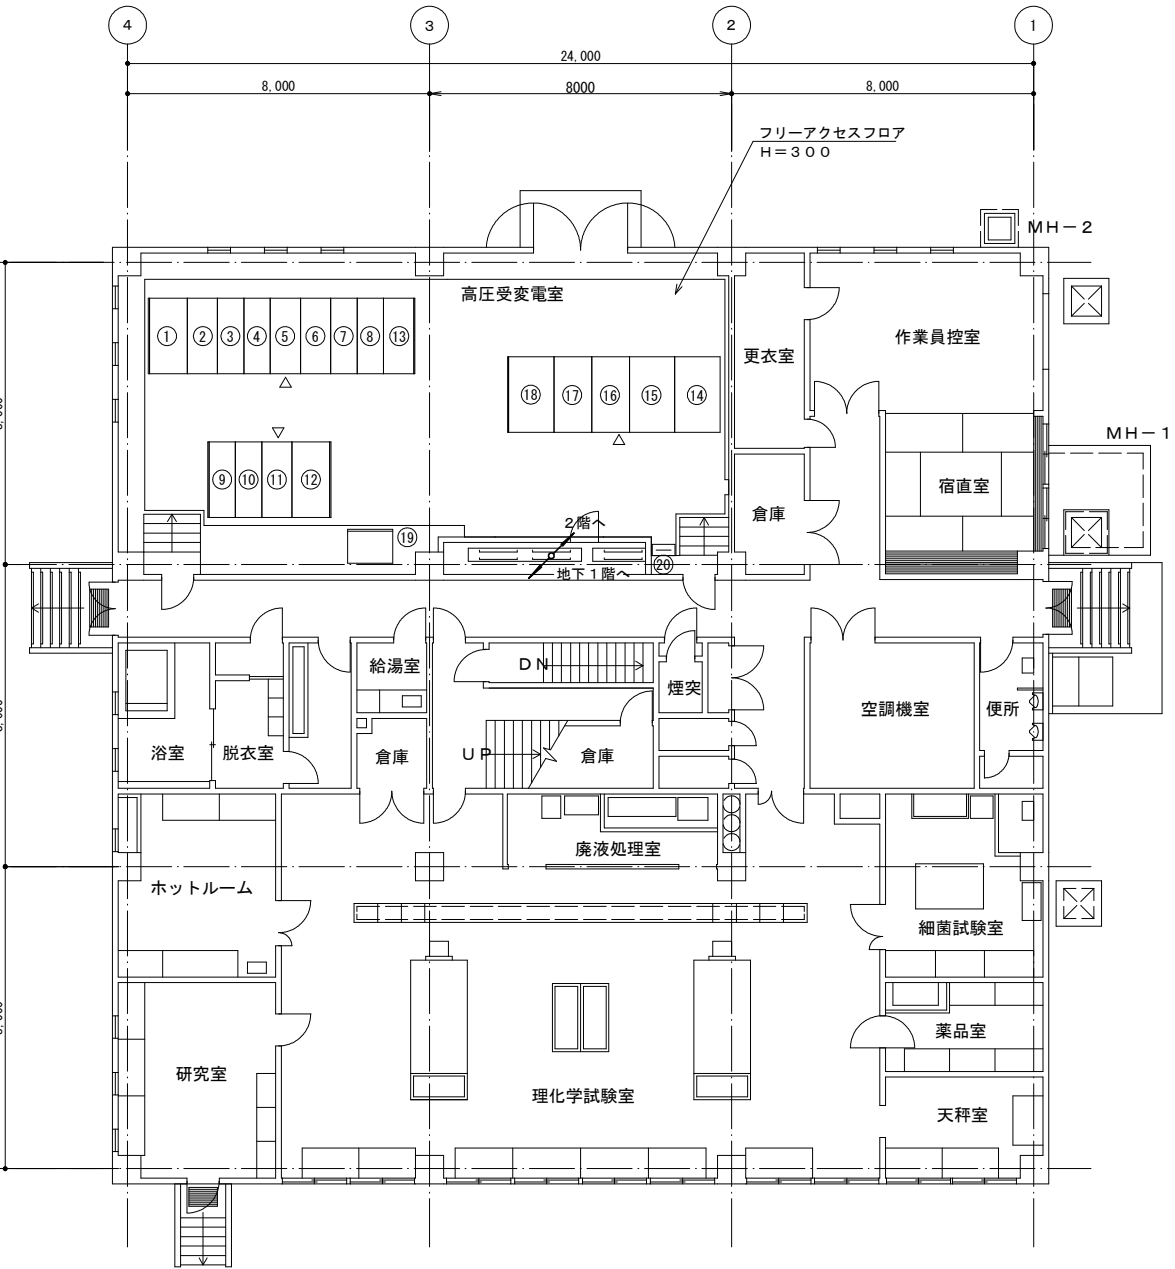 4
3
2
1
24,000
8,000
8000
8,000
フリーアクセスフロア
H=300
MH-2
高圧受変電室
① ② ③ ④ ⑤ ⑥ ⑦ ⑧ ⑬
更衣室
作業員控室
⑱ ⑰ ⑯ ⑮ ⑭
MH-1
⑨ ⑩ ⑪ ⑫
宿直室
倉庫
2階へ
⑲
⑳
地下1階へ
給湯室
DN
煙突
空調機室
便所
浴室
脱衣室
倉庫
UP
倉庫
廃液処理室
ホットルーム
細菌試験室
薬品室
研究室
理化学試験室
天秤室